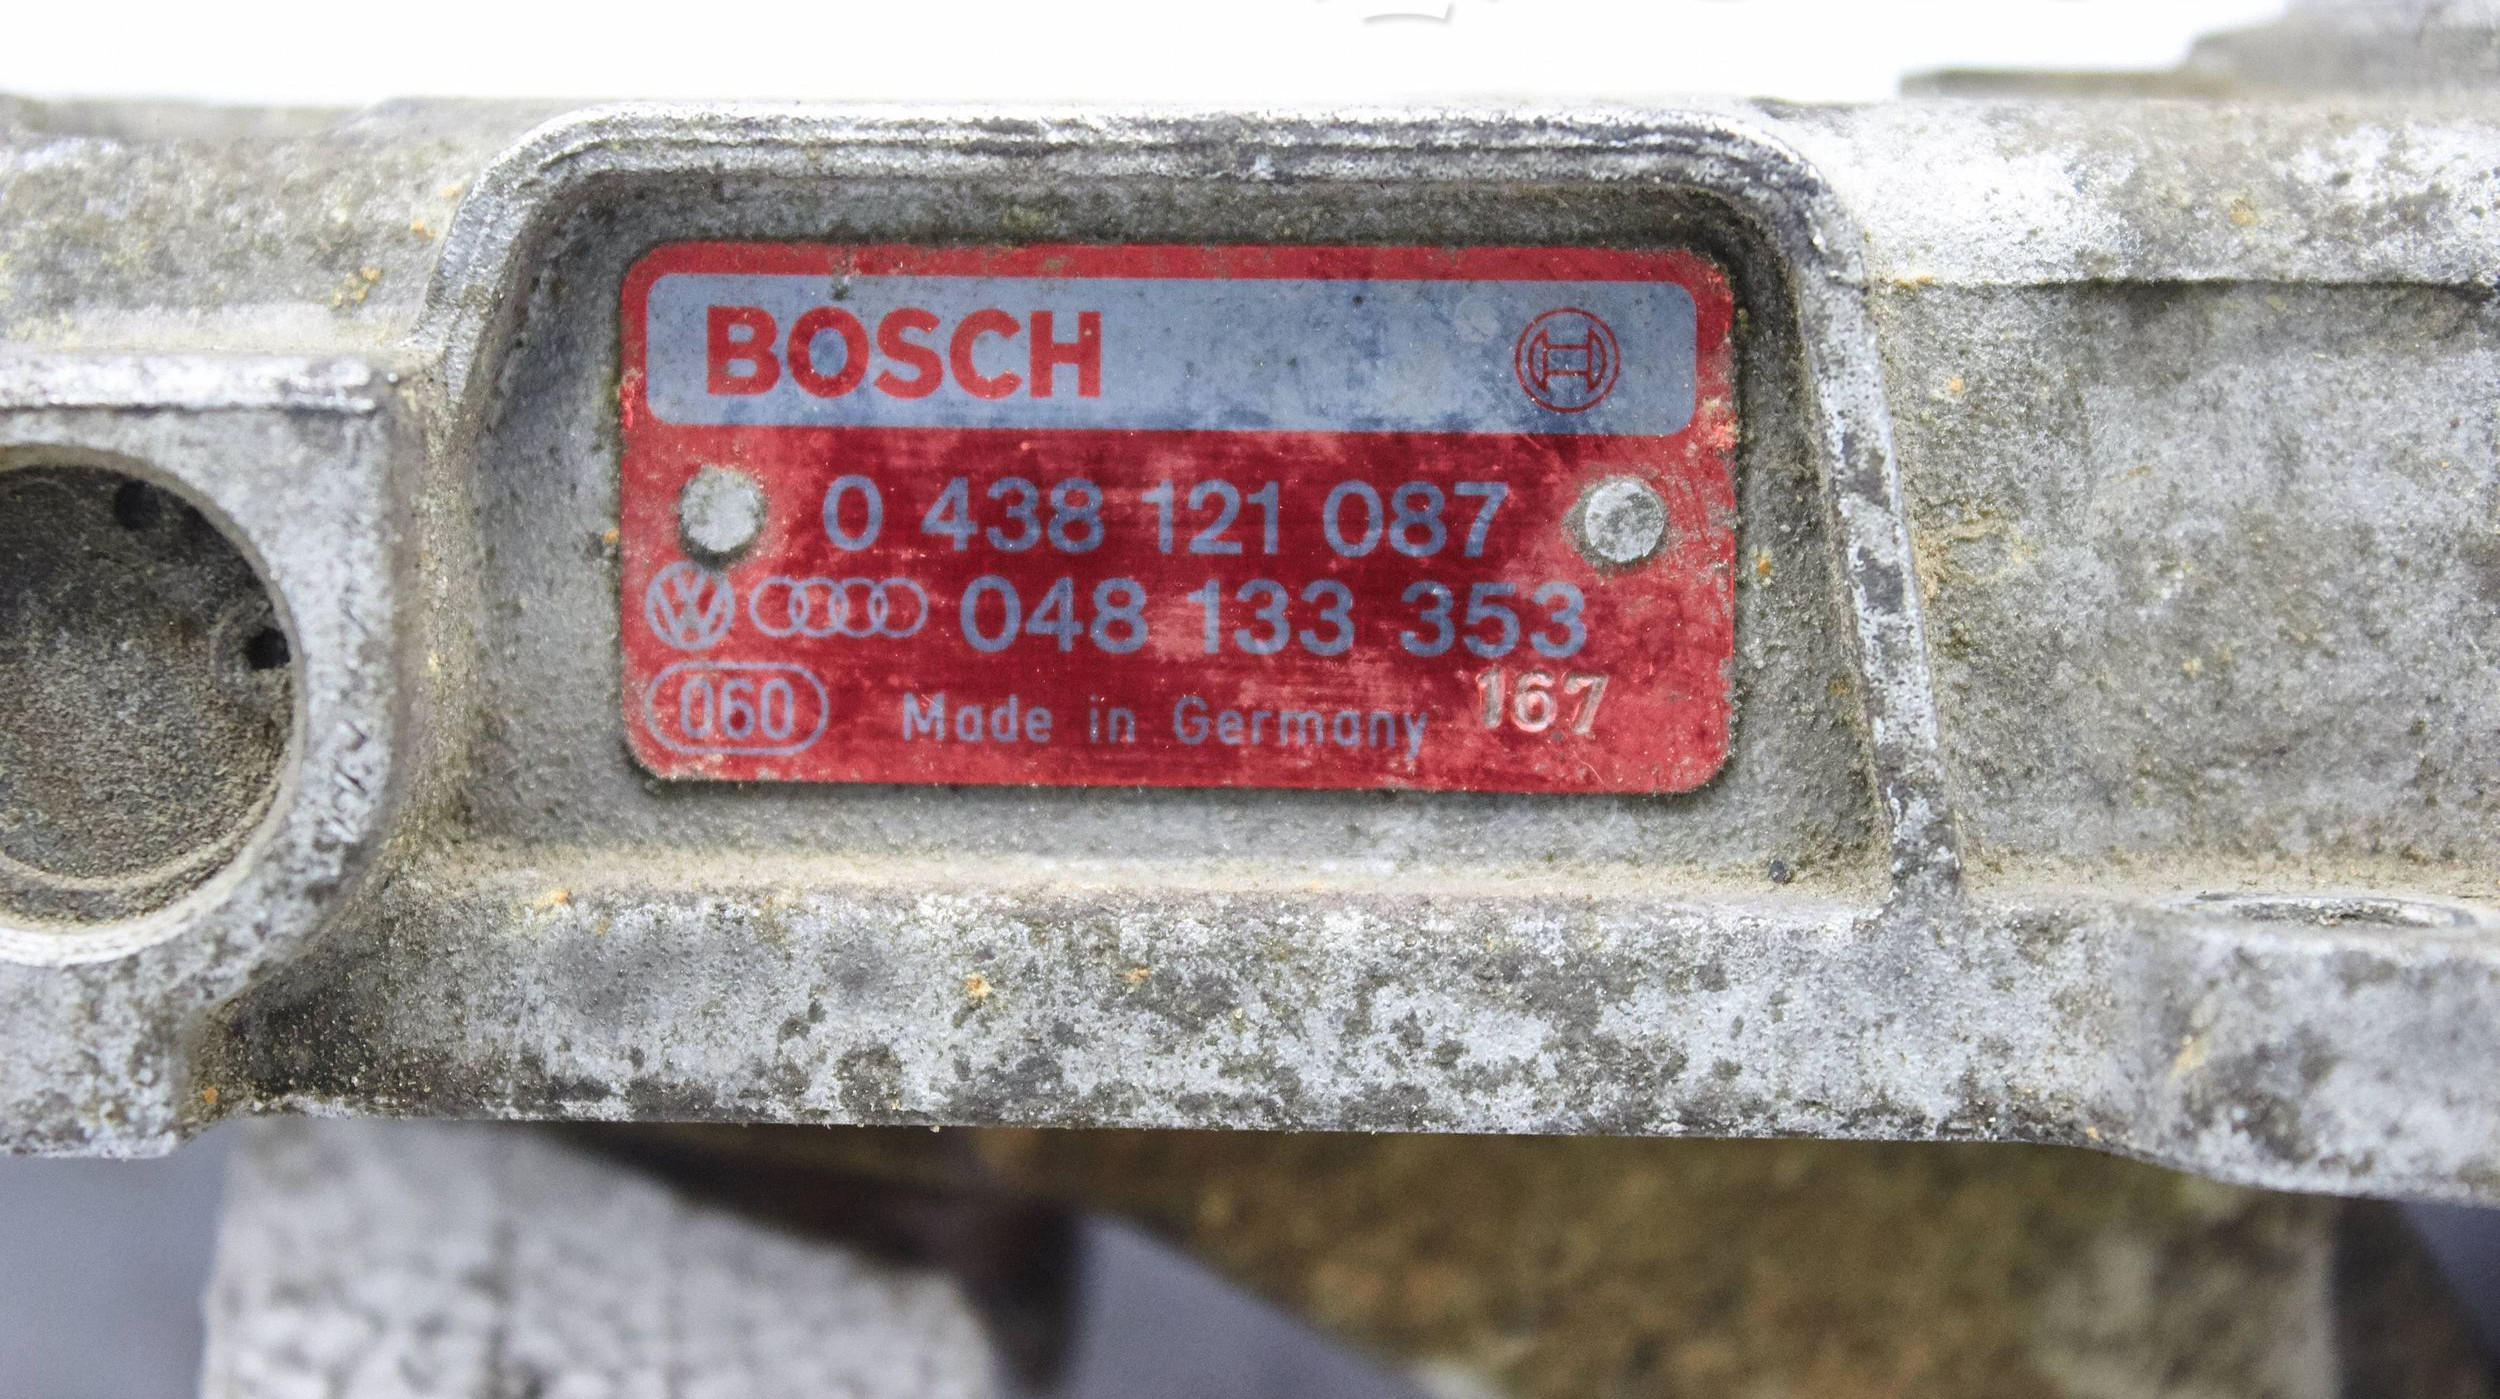 BOSCH
0 438 121 087
048 133 353
060 Made in Germany 167